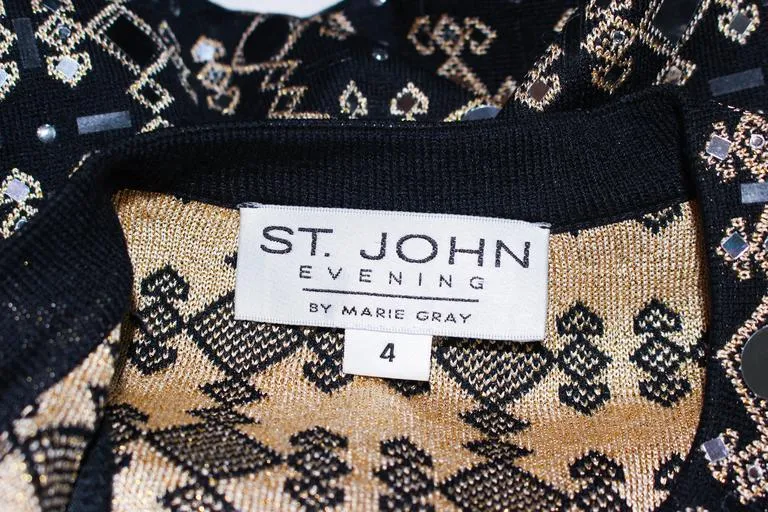 ST. JOHN
EVENING
BY MARIE GRAY
4